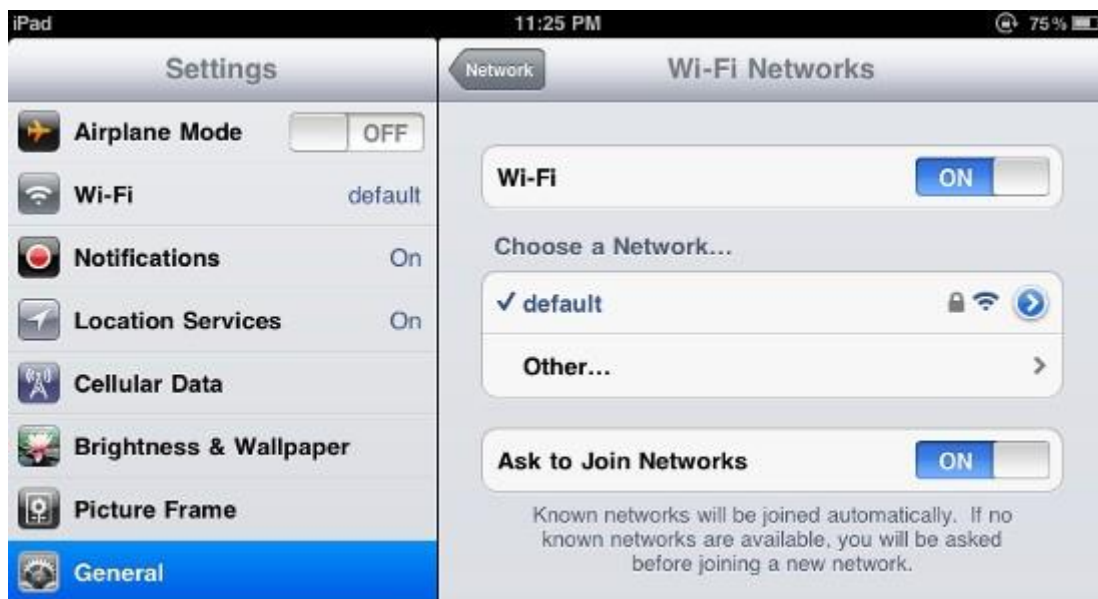 iPad 11:25 PM 75%
Settings
Airplane Mode OFF
Wi-Fi default
Notifications On
Location Services On
Cellular Data
Brightness & Wallpaper
Picture Frame
General
Network Wi-Fi Networks
Wi-Fi ON
Choose a Network...
default
Other...
Ask to Join Networks ON
Known networks will be joined automatically. If no
known networks are available, you will be asked
before joining a new network.